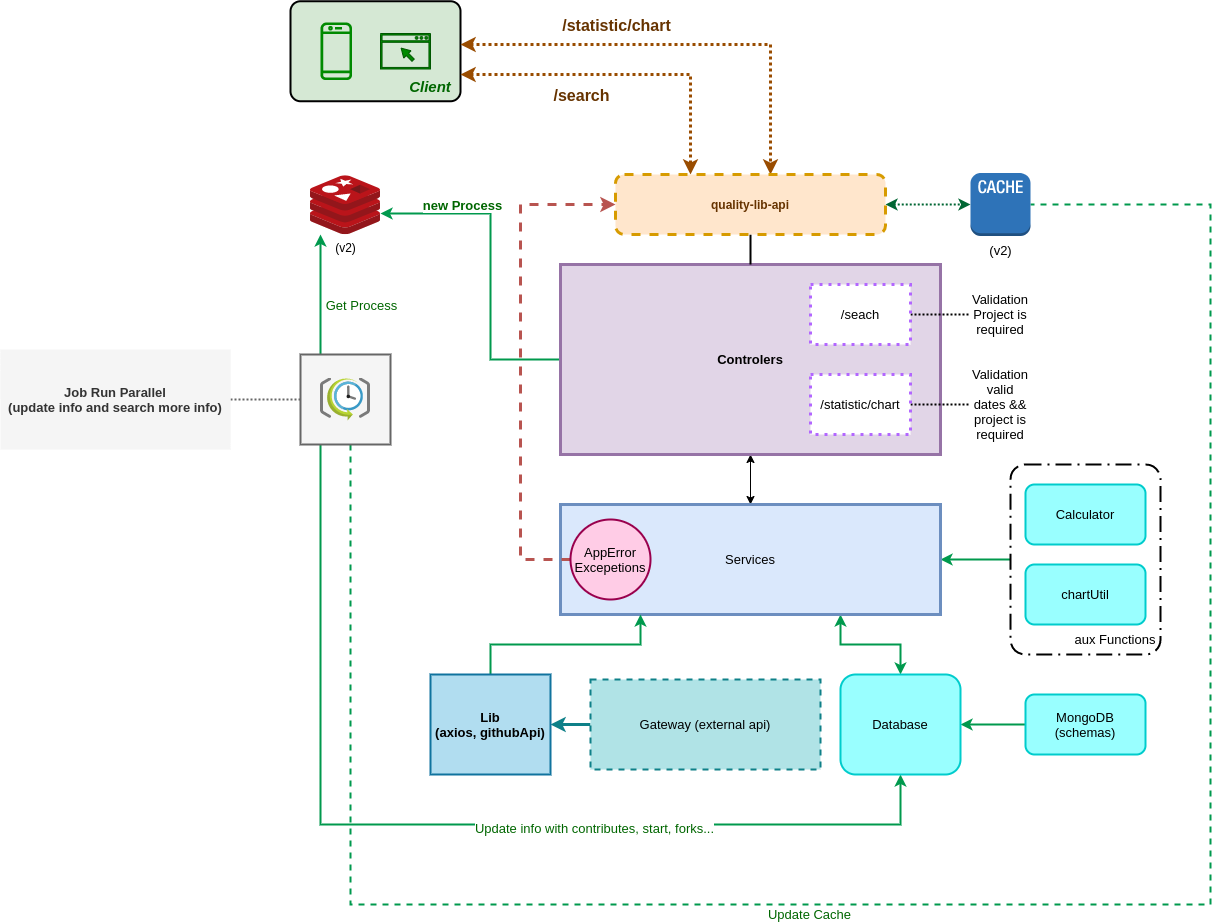 /statistic/chart
Client
/search
new Process
quality-lib-api
CACHE
(v2)
(v2)
Get Process
/seach
Validation
Project is
required
Controlers
Validation
valid
dates &&
project is
required
/statistic/chart
Job Run Parallel
(update info and search more info)
AppError
Excepetions
Services
Calculator
chartUtil
aux Functions
Lib
(axios, githubApi)
Gateway (external api)
Database
MongoDB
(schemas)
Update info with contributes, start, forks...
Update Cache